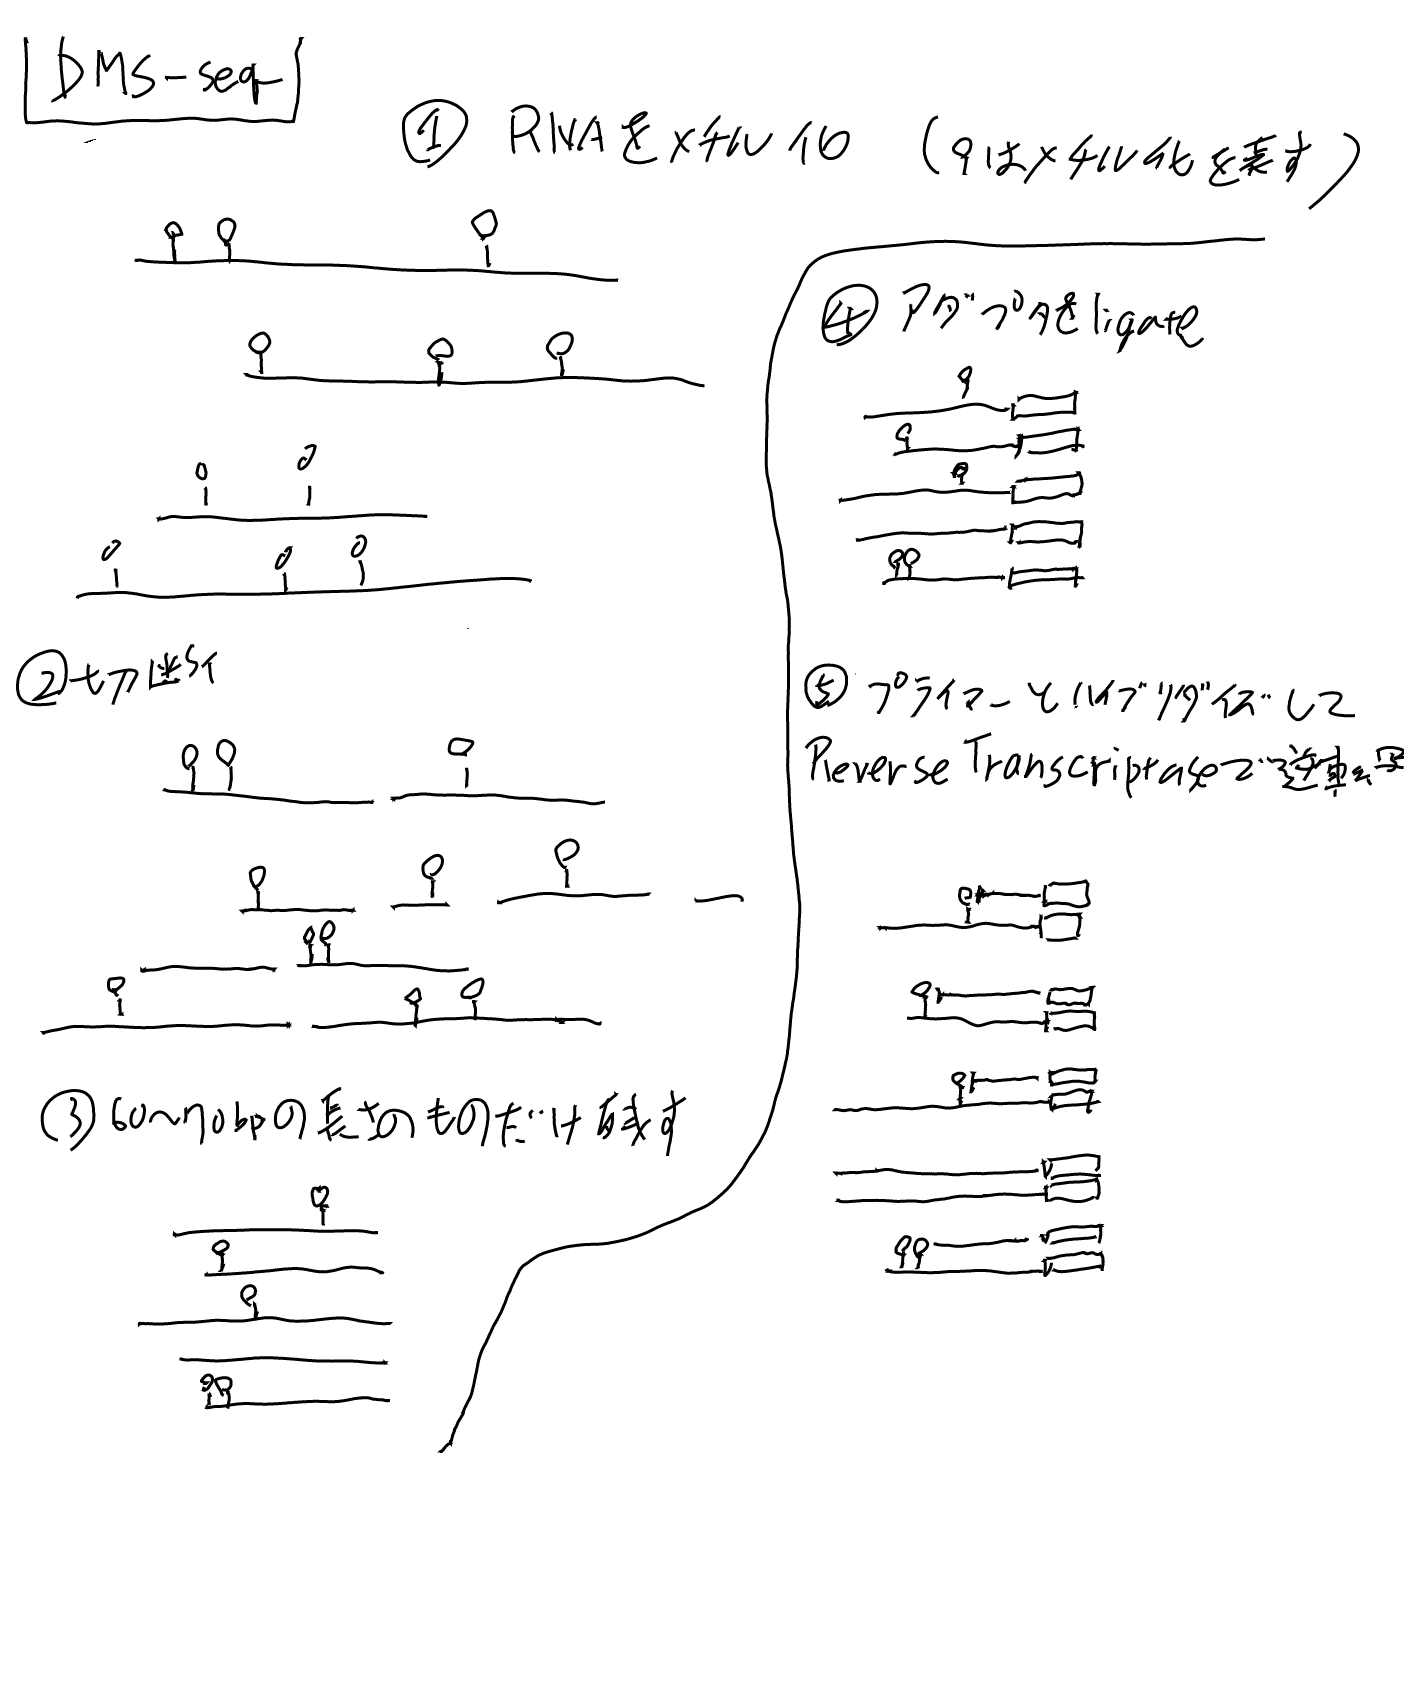 DMS-seq
① RNAをメチル化 (ϙはメチル化を表す)
②切断
③60~70bpの長さのものだけ残す
④アダプタをligate
⑤プライマーとハイブリダイズして
Reverse Transcriptaseで逆転写